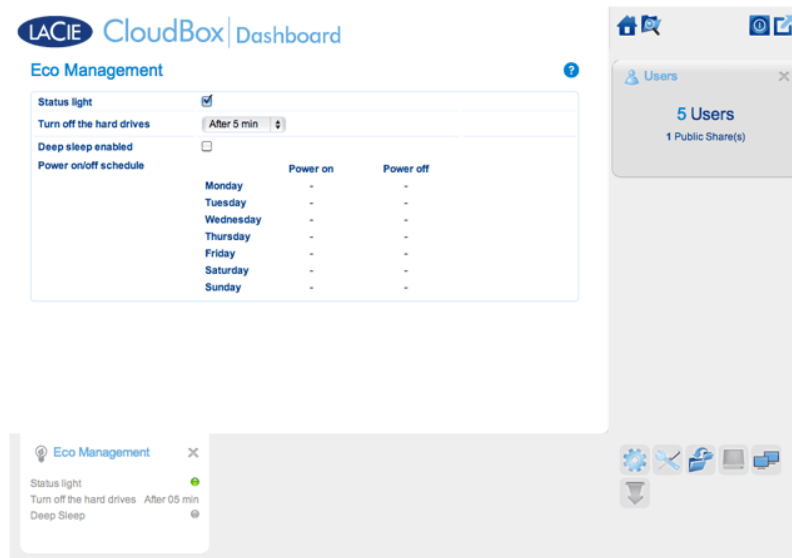 LACIE CloudBox Dashboard
Eco Management
?
Status light
Turn off the hard drives After 5 min
Deep sleep enabled
Power on/off schedule
Power on Power off
Monday - -
Tuesday - -
Wednesday - -
Thursday - -
Friday - -
Saturday - -
Sunday - -
Users
5 Users
1 Public Share(s)
Eco Management
Status light
Turn off the hard drives After 05 min
Deep Sleep